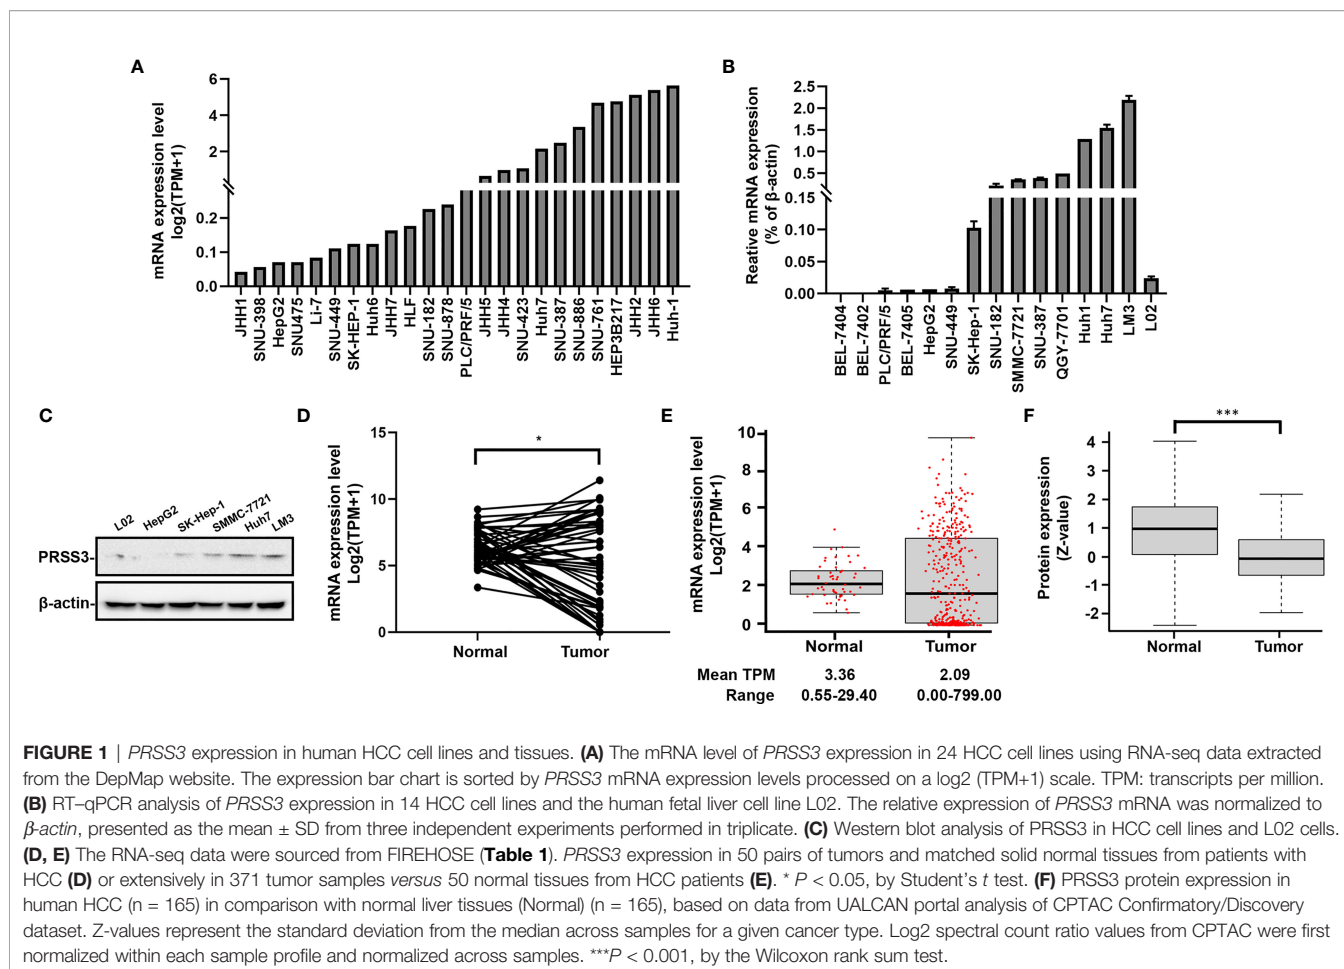 A
mRNA expression level
log2(TPM+1)
6
4
2
0.2
0.1
0.0
JHH1
SNU-398
HepG2
SNU475
Li-7
SNU-449
SK-HEP-1
Huh6
JHH7
HLF
SNU-182
SNU-878
PLC/PRF/5
JHH5
JHH4
SNU-423
Huh7
SNU-387
SNU-886
SNU-761
HEP3B217
JHH2
JHH6
Huh-1
B
Relative mRNA expression
(% of β-actin)
2.5
2.0
1.5
1.0
0.5
0.15
0.10
0.05
0.00
BEL-7404
BEL-7402
PLC/PRF/5
BEL-7405
HepG2
SNU-449
SK-Hep-1
SNU-182
SMMC-7721
SNU-387
QGY-7701
Huh1
Huh7
LM3
L02
C
L02
HepG2
SK-Hep-1
SMMC-7721
Huh7
LM3
PRSS3-
β-actin-
D
mRNA expression level
Log2(TPM+1)
15
10
5
0
*
Normal
Tumor
E
mRNA expression level
Log2(TPM+1)
10
8
6
4
2
0
Normal
Tumor
Mean TPM 3.36 2.09
Range 0.55-29.40 0.00-799.00
F
Protein expression
(Z-value)
4
3
2
1
0
-1
-2
***
Normal
Tumor
FIGURE 1 | PRSS3 expression in human HCC cell lines and tissues. (A) The mRNA level of PRSS3 expression in 24 HCC cell lines using RNA-seq data extracted
from the DepMap website. The expression bar chart is sorted by PRSS3 mRNA expression levels processed on a log2 (TPM+1) scale. TPM: transcripts per million.
(B) RT–qPCR analysis of PRSS3 expression in 14 HCC cell lines and the human fetal liver cell line L02. The relative expression of PRSS3 mRNA was normalized to
β-actin, presented as the mean ± SD from three independent experiments performed in triplicate. (C) Western blot analysis of PRSS3 in HCC cell lines and L02 cells.
(D, E) The RNA-seq data were sourced from FIREHOSE (Table 1). PRSS3 expression in 50 pairs of tumors and matched solid normal tissues from patients with
HCC (D) or extensively in 371 tumor samples versus 50 normal tissues from HCC patients (E). * P < 0.05, by Student's t test. (F) PRSS3 protein expression in
human HCC (n = 165) in comparison with normal liver tissues (Normal) (n = 165), based on data from UALCAN portal analysis of CPTAC Confirmatory/Discovery
dataset. Z-values represent the standard deviation from the median across samples for a given cancer type. Log2 spectral count ratio values from CPTAC were first
normalized within each sample profile and normalized across samples. ***P < 0.001, by the Wilcoxon rank sum test.